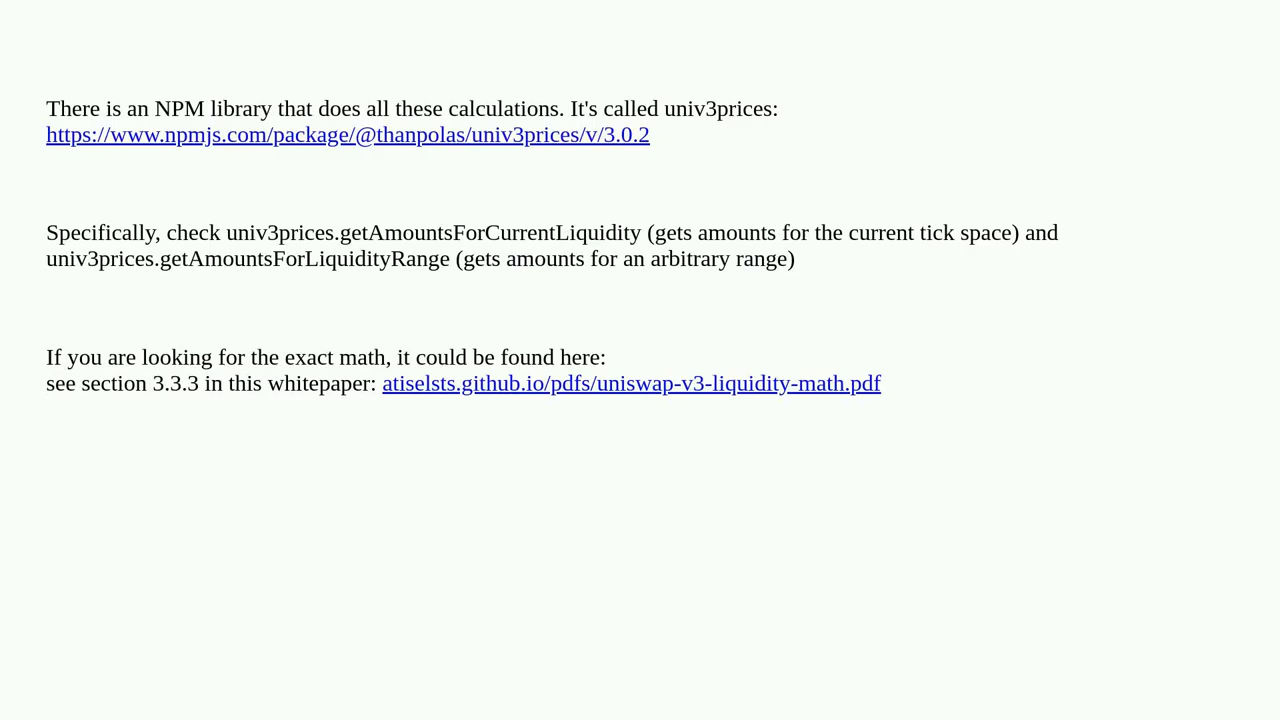 There is an NPM library that does all these calculations. It's called univ3prices:
https://www.npmjs.com/package/@thanpolas/univ3prices/v/3.0.2
Specifically, check univ3prices.getAmountsForCurrentLiquidity (gets amounts for the current tick space) and
univ3prices.getAmountsForLiquidityRange (gets amounts for an arbitrary range)
If you are looking for the exact math, it could be found here:
see section 3.3.3 in this whitepaper: atiselsts.github.io/pdfs/uniswap-v3-liquidity-math.pdf